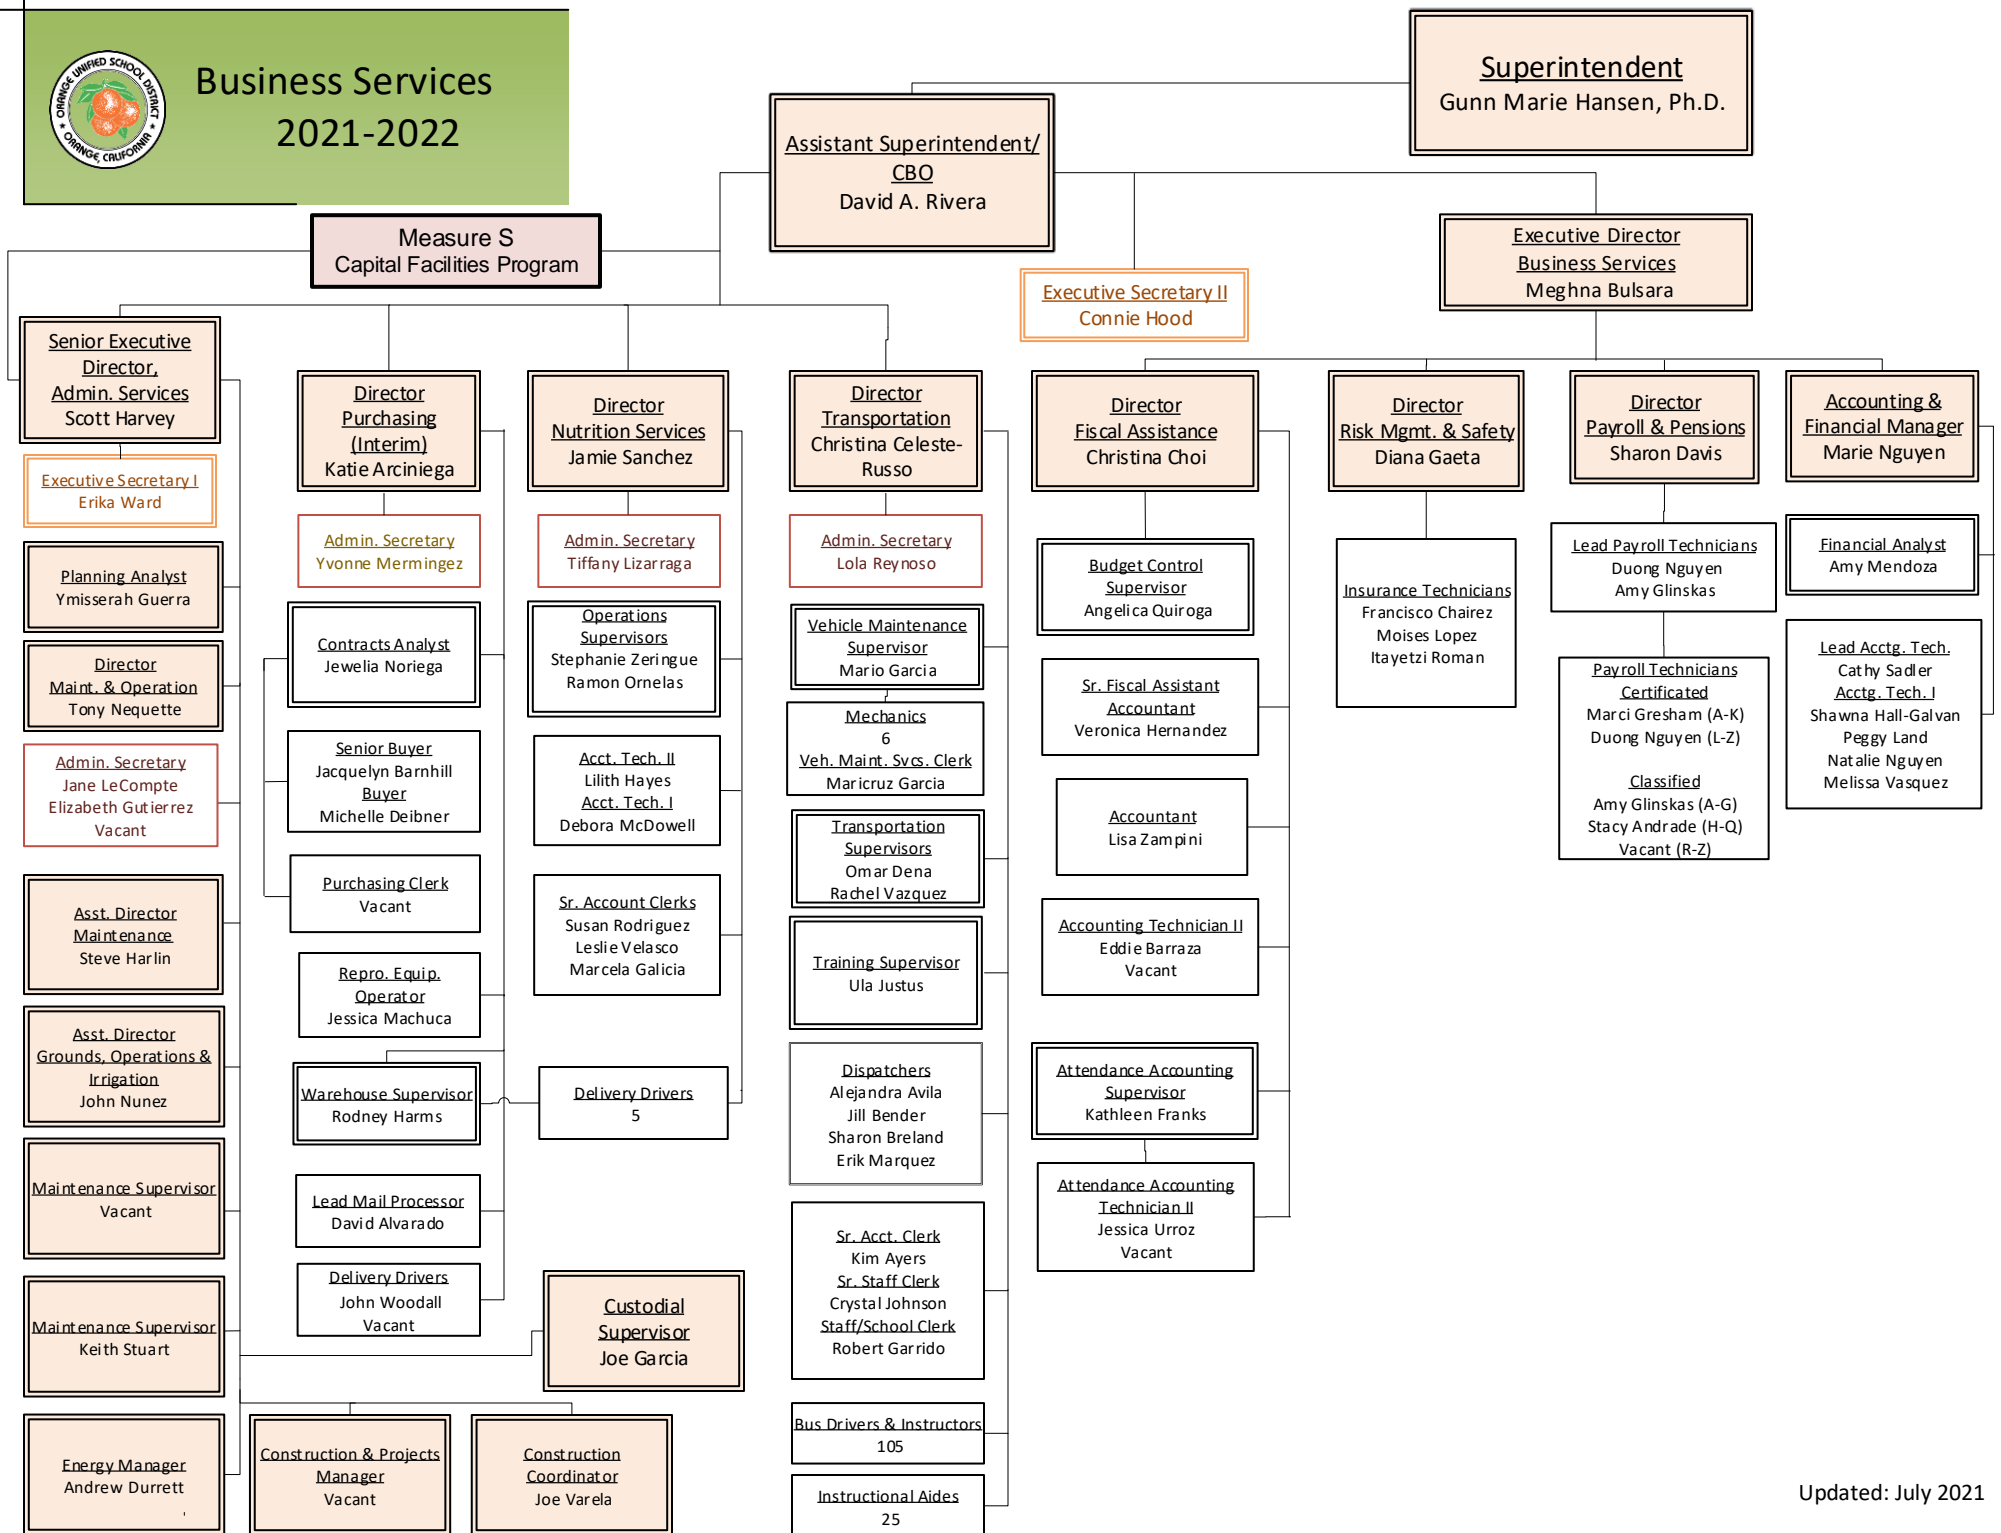 ORANGE UNIFIED SCHOOL DISTRICT
ORANGE, CALIFORNIA
Business Services
2021-2022
Superintendent
Gunn Marie Hansen, Ph.D.
Assistant Superintendent/
CBO
David A. Rivera
Measure S
Capital Facilities Program
Executive Secretary II
Connie Hood
Executive Director
Business Services
Meghna Bulsara
Senior Executive
Director,
Admin. Services
Scott Harvey
Executive Secretary I
Erika Ward
Planning Analyst
Ymisserah Guerra
Director
Maint. & Operation
Tony Nequette
Admin. Secretary
Jane LeCompte
Elizabeth Gutierrez
Vacant
Asst. Director
Maintenance
Steve Harlin
Asst. Director
Grounds, Operations &
Irrigation
John Nunez
Maintenance Supervisor
Vacant
Maintenance Supervisor
Keith Stuart
Energy Manager
Andrew Durrett
Construction & Projects
Manager
Vacant
Construction
Coordinator
Joe Varela
Custodial
Supervisor
Joe Garcia
Director
Purchasing
(Interim)
Katie Arciniega
Admin. Secretary
Yvonne Mermingez
Contracts Analyst
Jewelia Noriega
Senior Buyer
Jacquelyn Barnhill
Buyer
Michelle Deibner
Purchasing Clerk
Vacant
Repro. Equip.
Operator
Jessica Machuca
Warehouse Supervisor
Rodney Harms
Lead Mail Processor
David Alvarado
Delivery Drivers
John Woodall
Vacant
Director
Nutrition Services
Jamie Sanchez
Admin. Secretary
Tiffany Lizarraga
Operations
Supervisors
Stephanie Zeringue
Ramon Ornelas
Acct. Tech. II
Lilith Hayes
Acct. Tech. I
Debora McDowell
Sr. Account Clerks
Susan Rodriguez
Leslie Velasco
Marcela Galicia
Delivery Drivers
5
Director
Transportation
Christina Celeste-
Russo
Admin. Secretary
Lola Reynoso
Vehicle Maintenance
Supervisor
Mario Garcia
Mechanics
6
Veh. Maint. Svcs. Clerk
Maricruz Garcia
Transportation
Supervisors
Omar Dena
Rachel Vazquez
Training Supervisor
Ula Justus
Dispatchers
Alejandra Avila
Jill Bender
Sharon Breland
Erik Marquez
Sr. Acct. Clerk
Kim Ayers
Sr. Staff Clerk
Crystal Johnson
Staff/School Clerk
Robert Garrido
Bus Drivers & Instructors
105
Instructional Aides
25
Director
Fiscal Assistance
Christina Choi
Budget Control
Supervisor
Angelica Quiroga
Sr. Fiscal Assistant
Accountant
Veronica Hernandez
Accountant
Lisa Zampini
Accounting Technician II
Eddie Barraza
Vacant
Attendance Accounting
Supervisor
Kathleen Franks
Attendance Accounting
Technician II
Jessica Urroz
Vacant
Director
Risk Mgmt. & Safety
Diana Gaeta
Insurance Technicians
Francisco Chairez
Moises Lopez
Itayetzi Roman
Director
Payroll & Pensions
Sharon Davis
Lead Payroll Technicians
Duong Nguyen
Amy Glinskas
Payroll Technicians
Certificated
Marci Gresham (A-K)
Duong Nguyen (L-Z)
Classified
Amy Glinskas (A-G)
Stacy Andrade (H-Q)
Vacant (R-Z)
Accounting &
Financial Manager
Marie Nguyen
Financial Analyst
Amy Mendoza
Lead Acctg. Tech.
Cathy Sadler
Acctg. Tech. I
Shawna Hall-Galvan
Peggy Land
Natalie Nguyen
Melissa Vasquez
Updated: July 2021